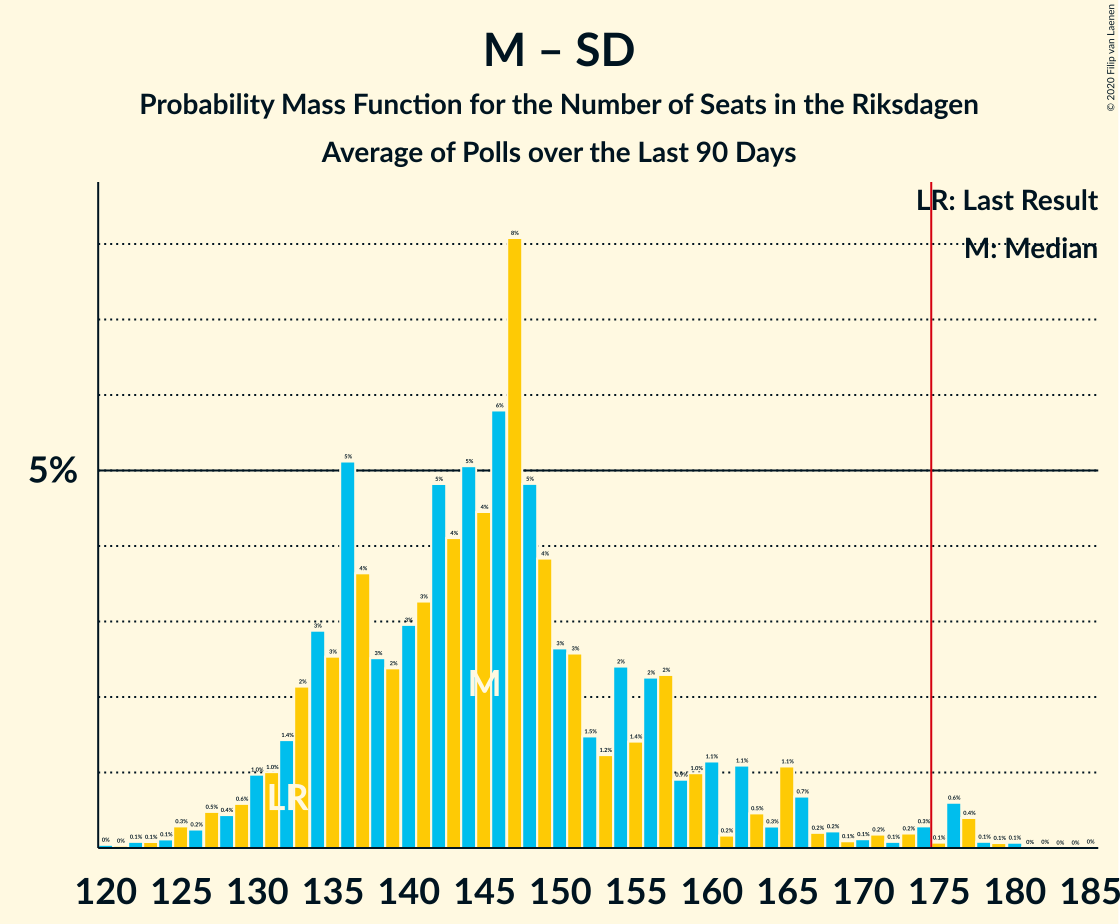 M – SD
Probability Mass Function for the Number of Seats in the Riksdagen
Average of Polls over the Last 90 Days
© 2020 Filip van Laenen
LR: Last Result
M: Median
5%
0% 0% 0.1% 0.1% 0.1% 0.3% 0.2% 0.5% 0.4% 0.6% 1.0% 1.0% 1.4% 2% 3% 3% 5% 4% 3% 2% 3% 3% 5% 4% 5% 4% 6% 8% 5% 4% 3% 3% 1.5% 1.2% 2% 1.4% 2% 2% 0.9% 1.0% 1.1% 0.2% 1.1% 0.5% 0.3% 1.1% 0.7% 0.2% 0.2% 0.1% 0.1% 0.2% 0.1% 0.2% 0.3% 0.1% 0.6% 0.4% 0.1% 0.1% 0.1% 0% 0% 0% 0% 0%
M
LR
120 125 130 135 140 145 150 155 160 165 170 175 180 185